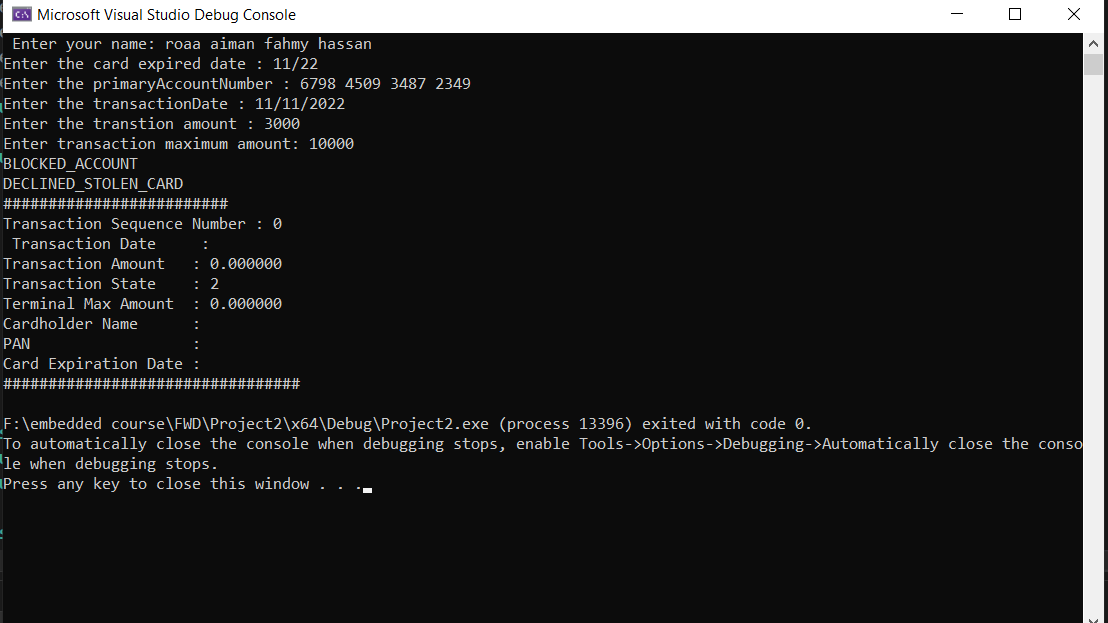 Microsoft Visual Studio Debug Console
Enter your name: roaa aiman fahmy hassan
Enter the card expired date : 11/22
Enter the primaryAccountNumber : 6798 4509 3487 2349
Enter the transactionDate : 11/11/2022
Enter the transtion amount : 3000
Enter transaction maximum amount: 10000
BLOCKED_ACCOUNT
DECLINED_STOLEN_CARD
#########################
Transaction Sequence Number : 0
Transaction Date     :
Transaction Amount   : 0.000000
Transaction State    : 2
Terminal Max Amount  : 0.000000
Cardholder Name      :
PAN                  :
Card Expiration Date :
#################################
F:\embedded course\FWD\Project2\x64\Debug\Project2.exe (process 13396) exited with code 0.
To automatically close the console when debugging stops, enable Tools->Options->Debugging->Automatically close the conso
le when debugging stops.
Press any key to close this window . . .